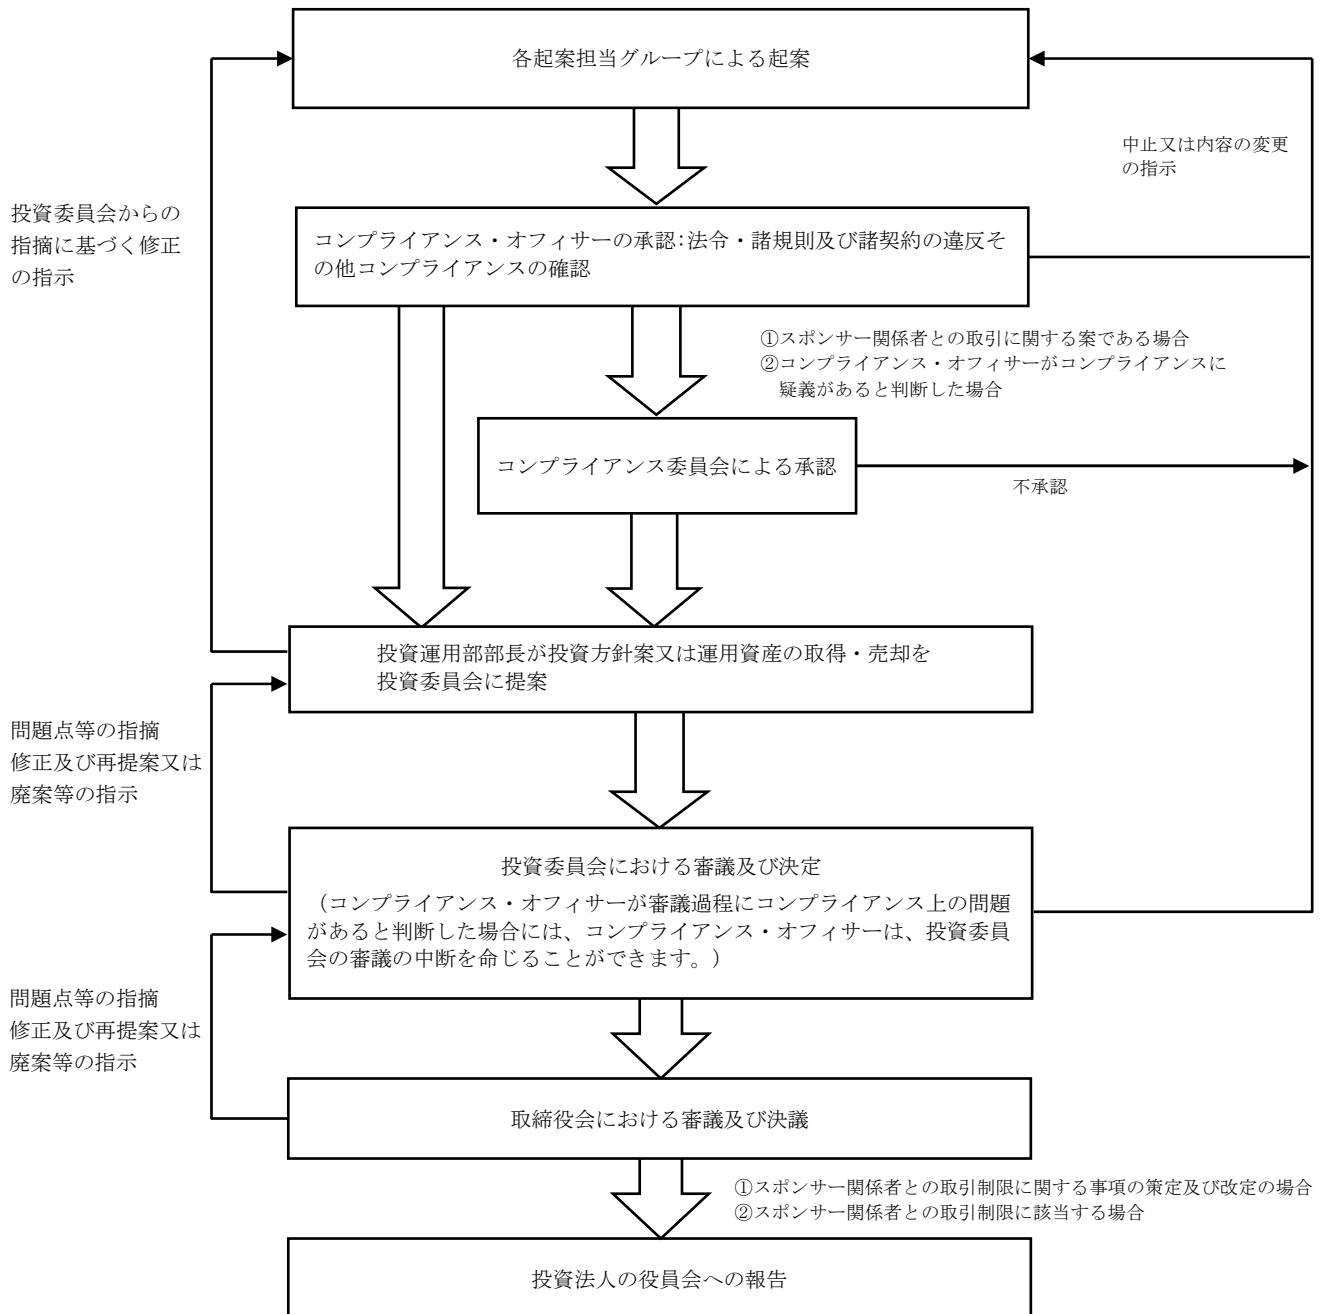 各起案担当グループによる起案
中止又は内容の変更
の指示
投資委員会からの
指摘に基づく修正
の指示
コンプライアンス・オフィサーの承認：法令・諸規則及び諸契約の違反そ
の他コンプライアンスの確認
①スポンサー関係者との取引に関する案である場合
②コンプライアンス・オフィサーがコンプライアンスに
疑義があると判断した場合
コンプライアンス委員会による承認
不承認
投資運用部部長が投資方針案又は運用資産の取得・売却を
投資委員会に提案
問題点等の指摘
修正及び再提案又は
廃案等の指示
投資委員会における審議及び決定
（コンプライアンス・オフィサーが審議過程にコンプライアンス上の問題
があると判断した場合には、コンプライアンス・オフィサーは、投資委員
会の審議の中断を命じることができます。）
問題点等の指摘
修正及び再提案又は
廃案等の指示
取締役会における審議及び決議
①スポンサー関係者との取引制限に関する事項の策定及び改定の場合
②スポンサー関係者との取引制限に該当する場合
投資法人の役員会への報告